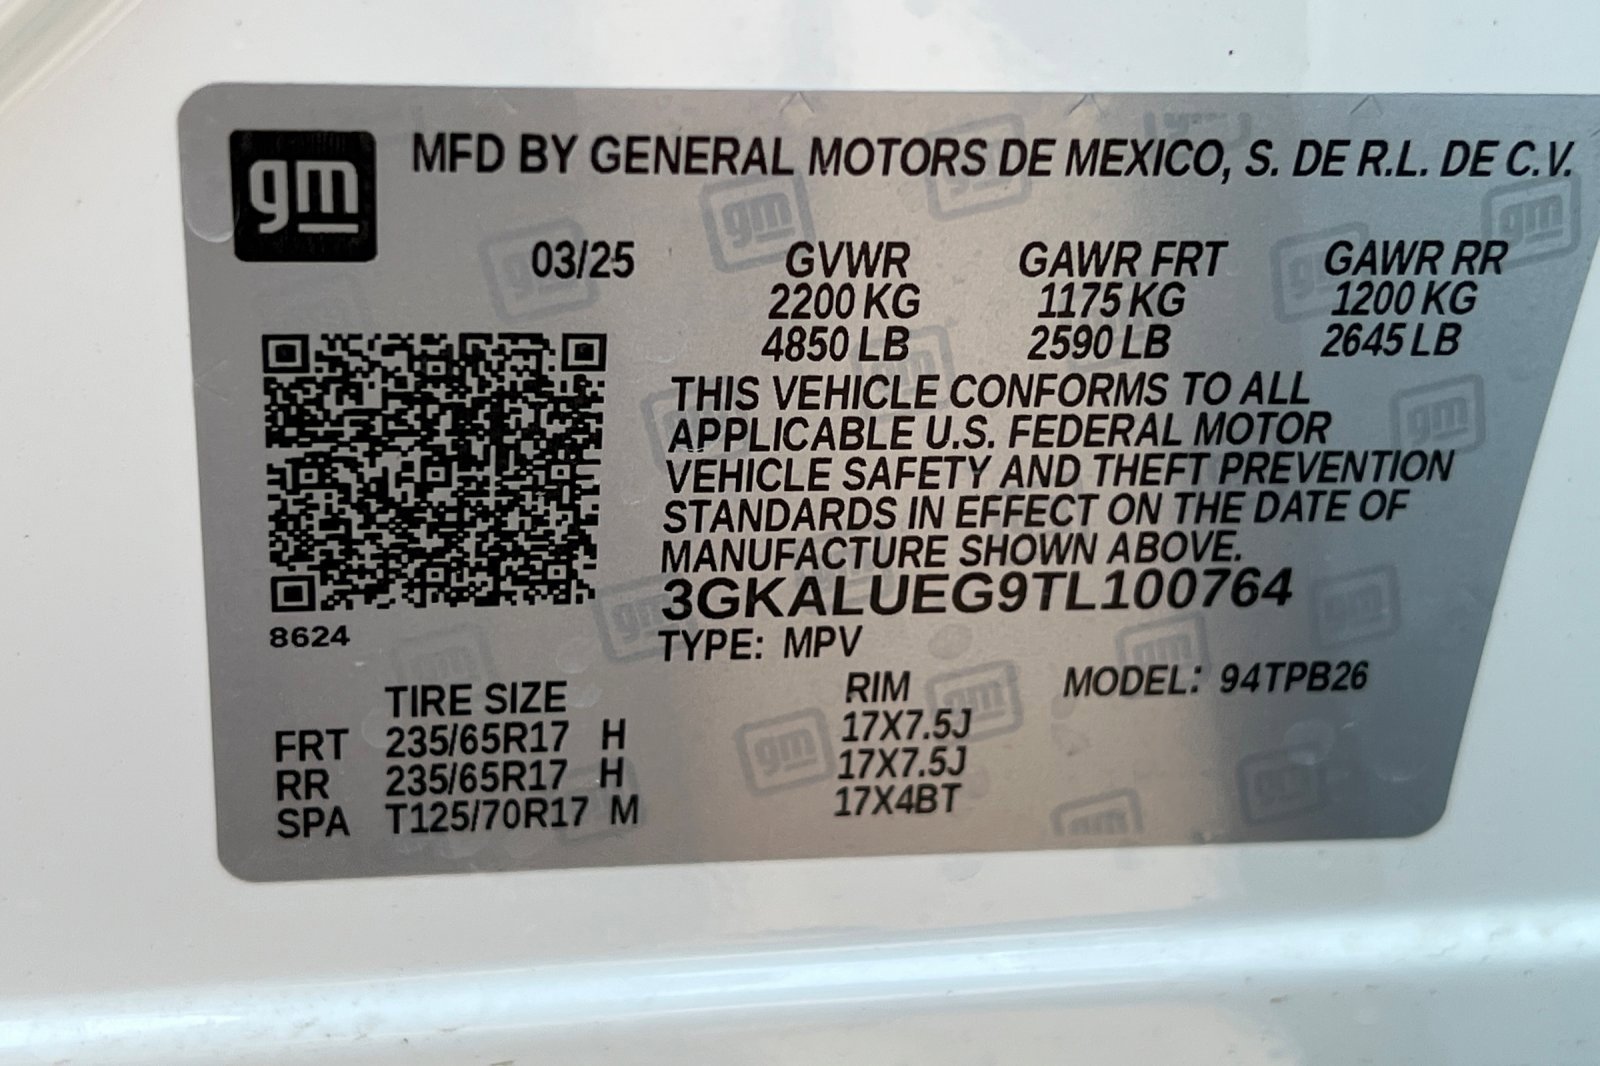 gm MFD BY GENERAL MOTORS DE MEXICO, S. DE R.L. DE C.V.
03/25 GVWR GAWR FRT GAWR RR
2200 KG 1175 KG 1200 KG
4850 LB 2590 LB 2645 LB
THIS VEHICLE CONFORMS TO ALL
APPLICABLE U.S. FEDERAL MOTOR
VEHICLE SAFETY AND THEFT PREVENTION
STANDARDS IN EFFECT ON THE DATE OF
MANUFACTURE SHOWN ABOVE.
3GKALUEG9TL100764
8624
TYPE: MPV
MODEL: 94TPB26
TIRE SIZE RIM
FRT 235/65R17 H 17X7.5J
RR 235/65R17 H 17X7.5J
SPA T125/70R17 M 17X4BT